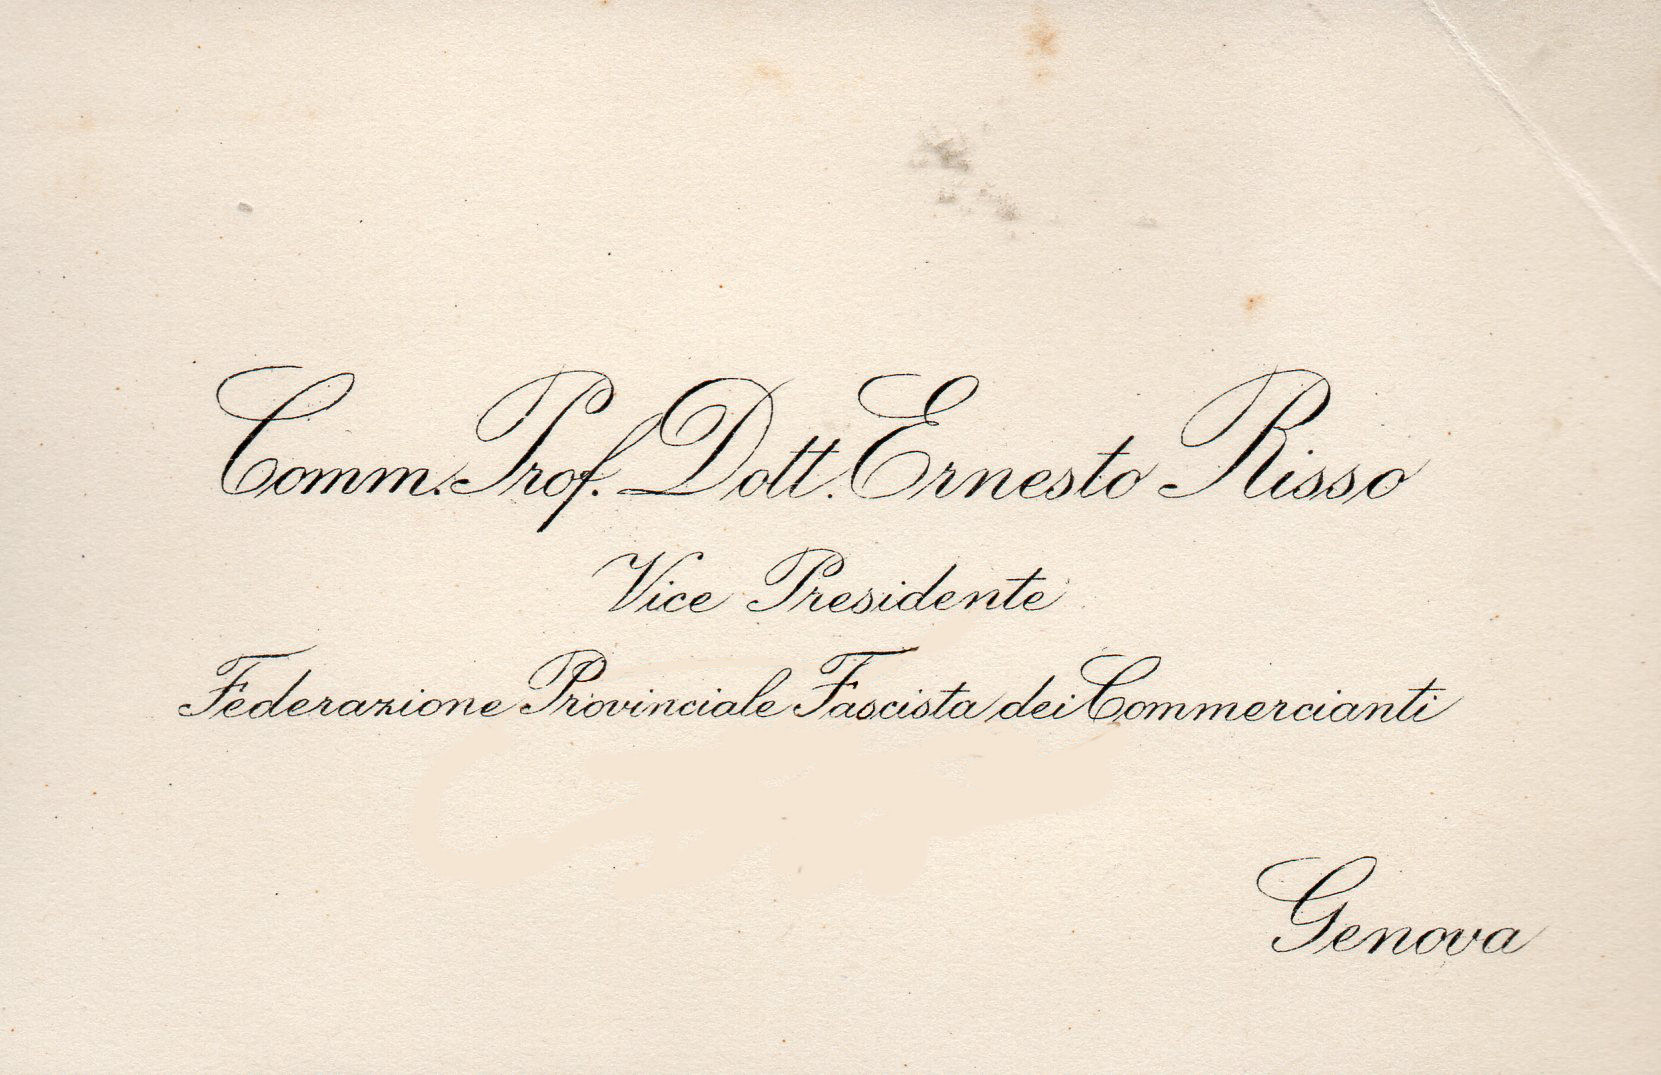 Comm. Prof. Dott. Ernesto Risso
Vice Presidente
Federazione Provinciale Fascista dei Commercianti
Genova